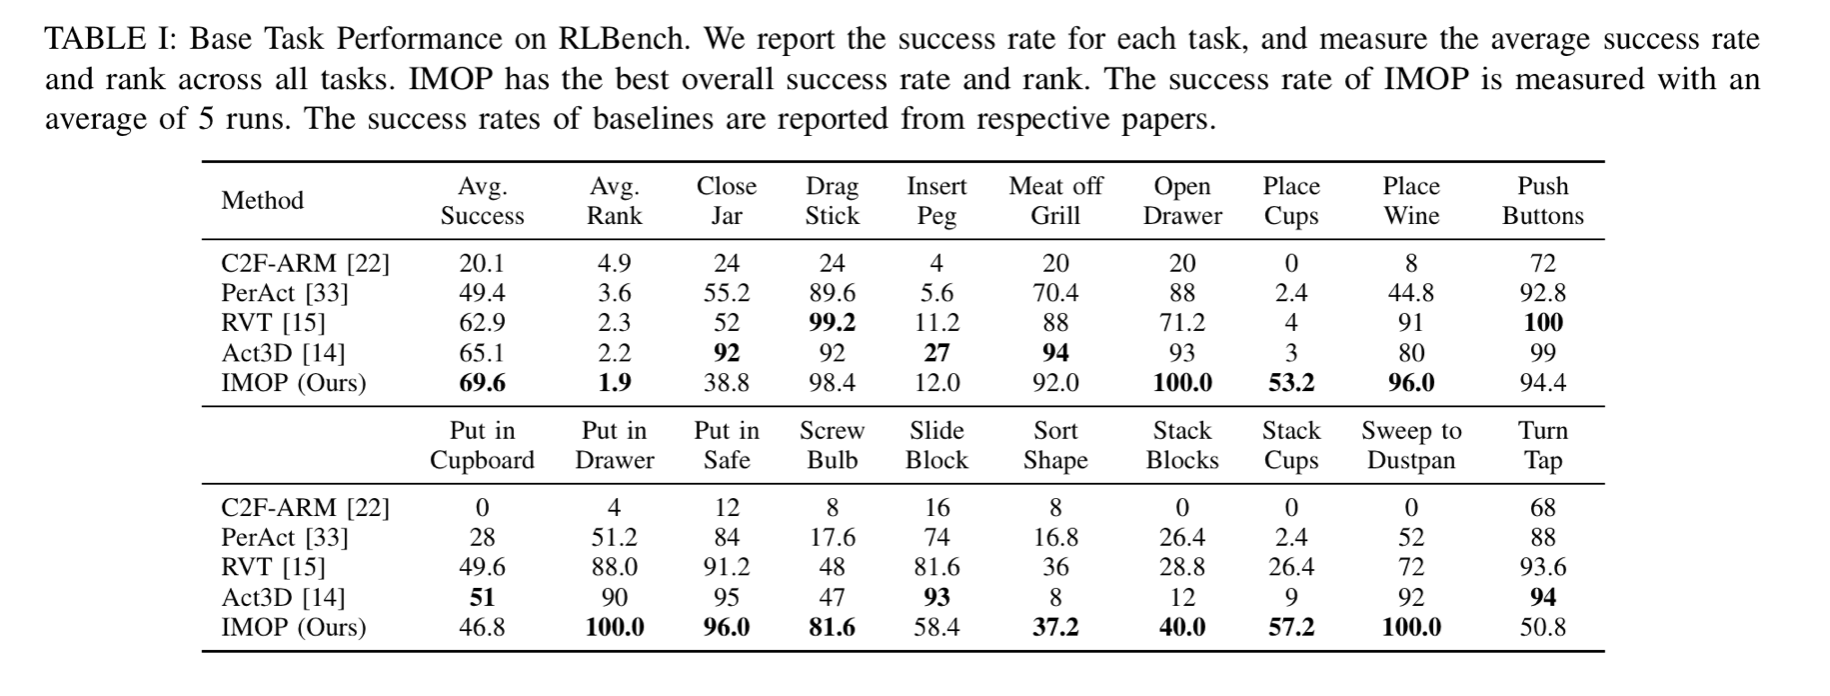 TABLE I: Base Task Performance on RLBench. We report the success rate for each task, and measure the average success rate
and rank across all tasks. IMOP has the best overall success rate and rank. The success rate of IMOP is measured with an
average of 5 runs. The success rates of baselines are reported from respective papers.
Method Avg. Success Avg. Rank Close Jar Drag Stick Insert Peg Meat off Grill Open Drawer Place Cups Place Wine Push Buttons
C2F-ARM [22] 20.1 4.9 24 24 4 20 20 0 8 72
PerAct [33] 49.4 3.6 55.2 89.6 5.6 70.4 88 2.4 44.8 92.8
RVT [15] 62.9 2.3 52 99.2 11.2 88 71.2 4 91 100
Act3D [14] 65.1 2.2 92 92 27 94 93 3 80 99
IMOP (Ours) 69.6 1.9 38.8 98.4 12.0 92.0 100.0 53.2 96.0 94.4
Put in Cupboard Put in Drawer Put in Safe Screw Bulb Slide Block Sort Shape Stack Blocks Stack Cups Sweep to Dustpan Turn Tap
C2F-ARM [22] 0 4 12 8 16 8 0 0 0 68
PerAct [33] 28 51.2 84 17.6 74 16.8 26.4 2.4 52 88
RVT [15] 49.6 88.0 91.2 48 81.6 36 28.8 26.4 72 93.6
Act3D [14] 51 90 95 47 93 8 12 9 92 94
IMOP (Ours) 46.8 100.0 96.0 81.6 58.4 37.2 40.0 57.2 100.0 50.8